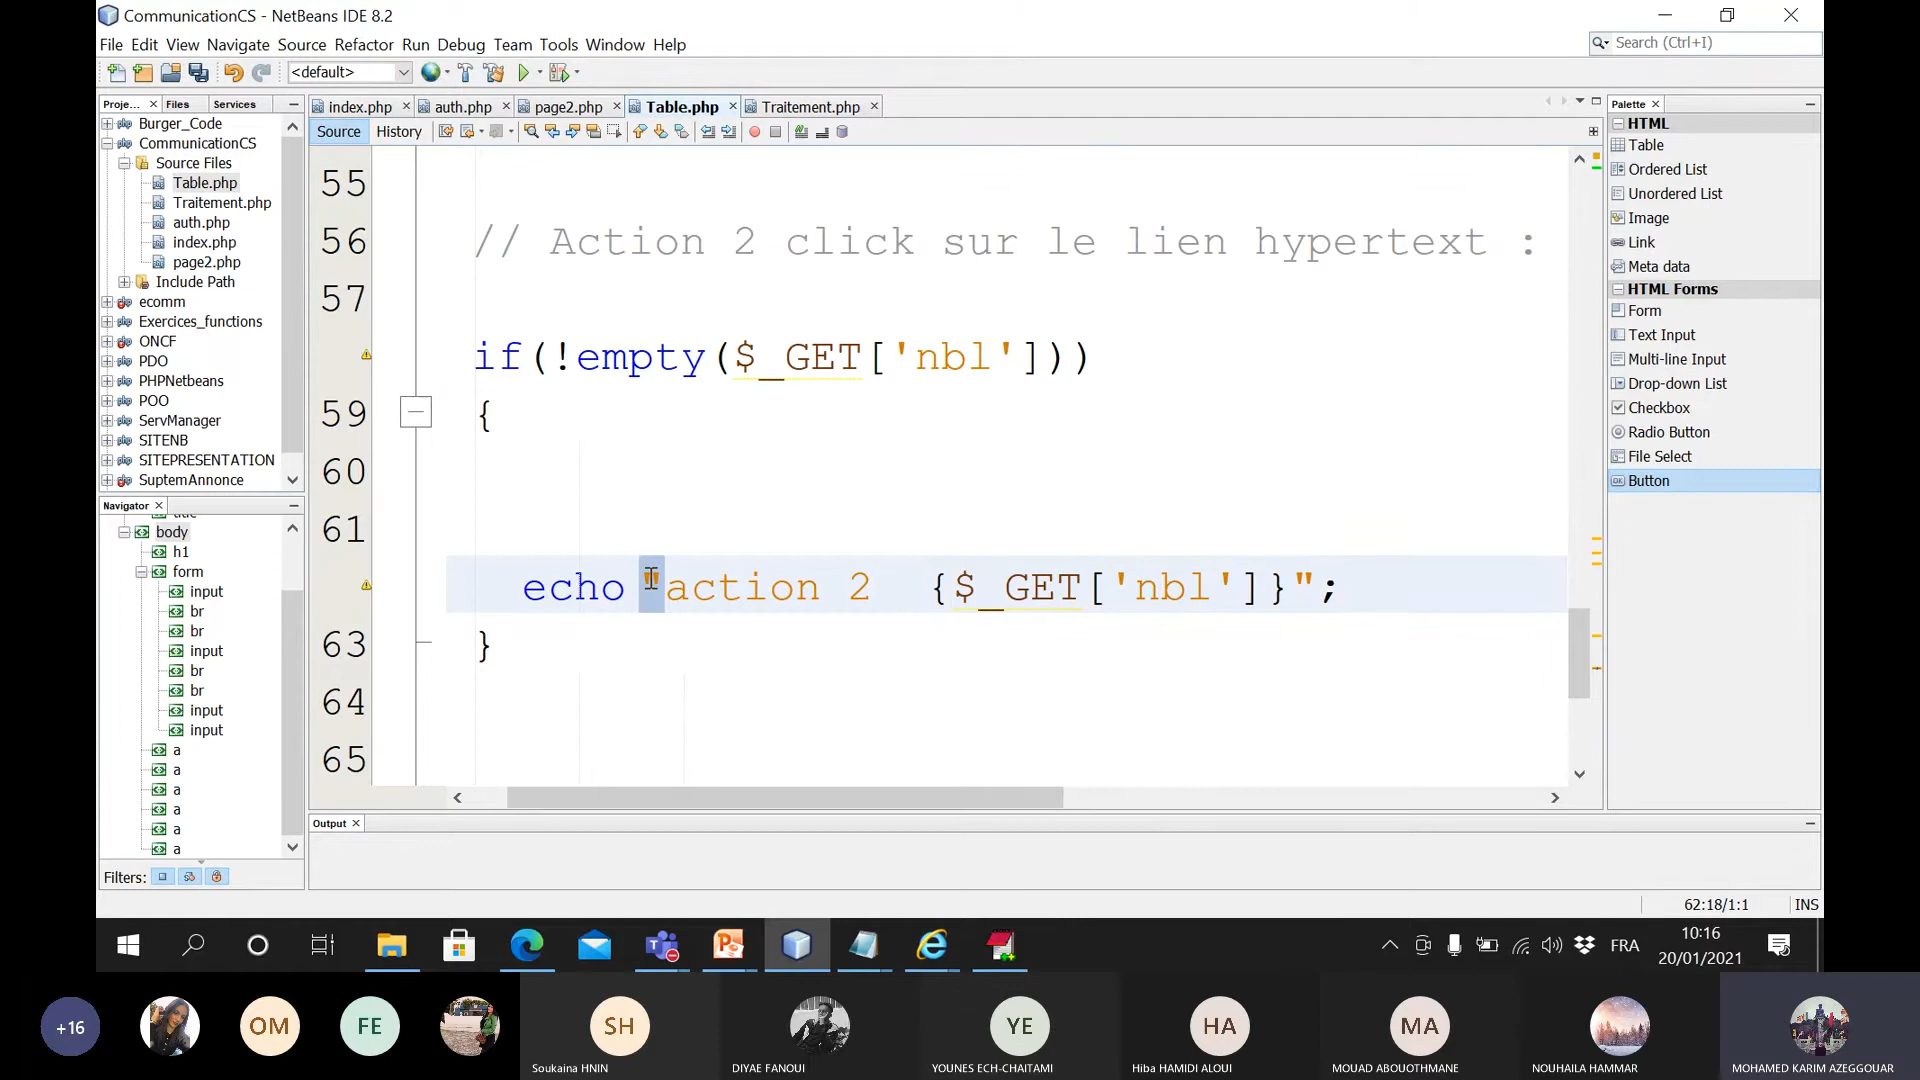 CommunicationCS - NetBeans IDE 8.2
File Edit View Navigate Source Refactor Run Debug Team Tools Window Help
Search (Ctrl+I)
<default>
Proje... Files Services
index.php auth.php page2.php Table.php Traitement.php
Palette
Source History
Burger_Code
CommunicationCS
Source Files
Table.php
Traitement.php
auth.php
index.php
page2.php
Include Path
ecomm
Exercices_functions
ONCF
PDO
PHPNetbeans
POO
ServManager
SITENB
SITEPRESENTATION
SuptemAnnonce
Navigator
body
h1
form
input
br
br
input
br
br
input
input
a
a
a
a
a
a
Filters:
55
56 // Action 2 click sur le lien hypertext :
57
if(!empty($_GET['nbl']))
59 {
60
61
echo "action 2 {$_GET['nbl']}";
63 }
64
65
HTML
Table
Ordered List
Unordered List
Image
Link
Meta data
HTML Forms
Form
Text Input
Multi-line Input
Drop-down List
Checkbox
Radio Button
File Select
Button
Output
62:18/1:1 INS
FRA
10:16
20/01/2021
+16
OM
FE
SH
YE
HA
MA
Soukaina HNIN
DIYAE FANOUI
YOUNES ECH-CHAITAMI
Hiba HAMIDI ALOUI
MOUAD ABOUOTHMANE
NOUHAILA HAMMAR
MOHAMED KARIM AZEGGOUAR